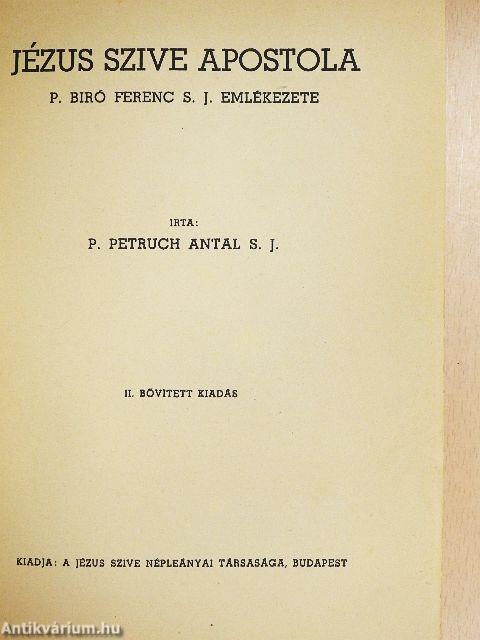 JÉZUS SZIVE APOSTOLA
P. BIRÓ FERENC S. J. EMLÉKEZETE
IRTA:
P. PETRUCH ANTAL S. J.
II. BŐVITETT KIADÁS
KIADJA: A JÉZUS SZIVE NÉPLEÁNYAI TÁRSASÁGA, BUDAPEST
Antikvárium.hu